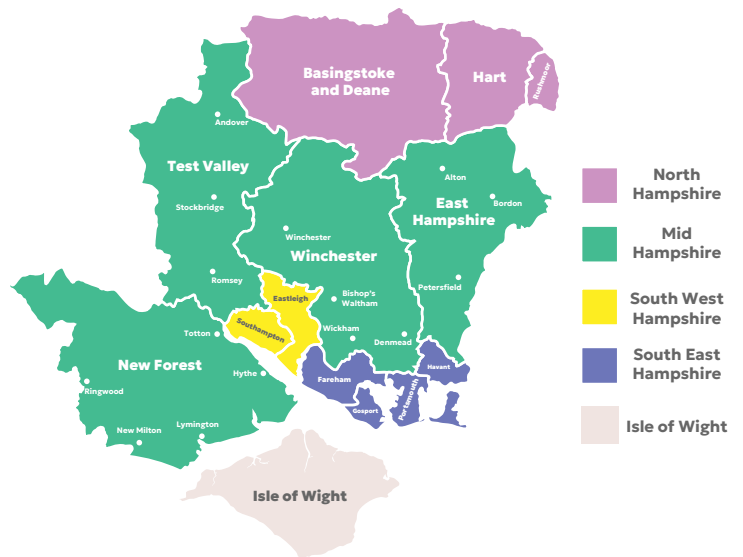 Basingstoke
and Deane
Hart
Rushmoor
Andover
Test Valley
Stockbridge
Alton
East
Hampshire
Bordon
Winchester
Winchester
Petersfield
Romsey
Eastleigh
Bishop's
Waltham
Southampton
Wickham
Denmead
Totton
New Forest
Hythe
Ringwood
New Milton
Lymington
Fareham
Gosport
Portsmouth
Havant
Isle of Wight
North
Hampshire
Mid
Hampshire
South West
Hampshire
South East
Hampshire
Isle of Wight